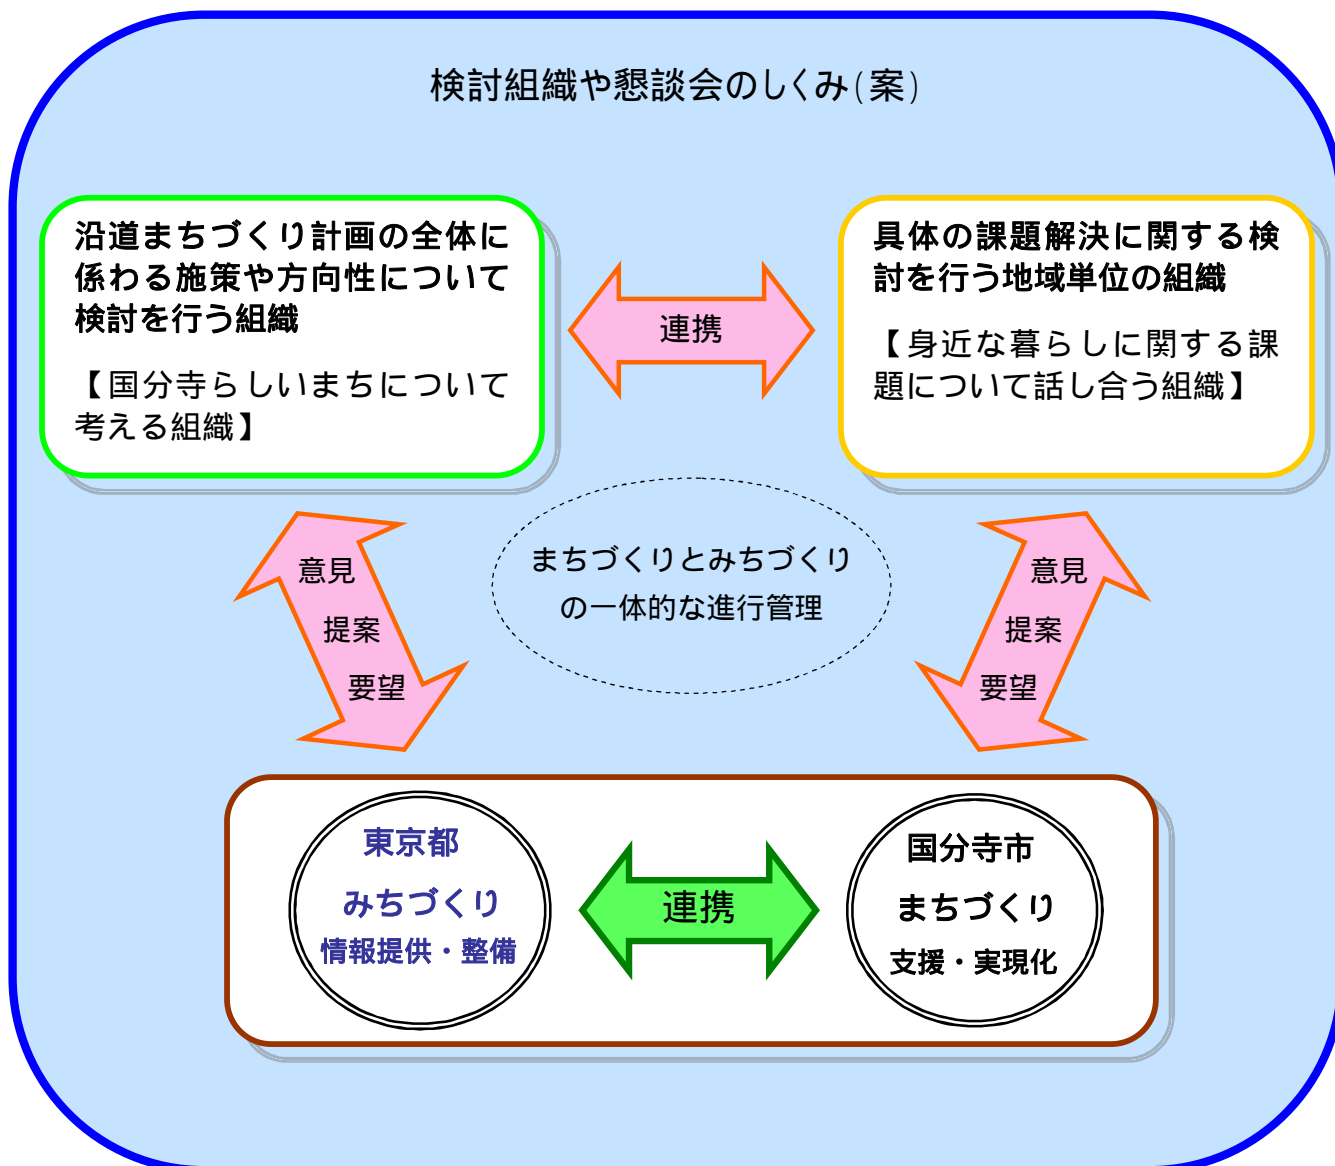 検討組織や懇談会のしくみ(案)
沿道まちづくり計画の全体に
係わる施策や方向性について
検討を行う組織
【国分寺らしいまちについて
考える組織】
連携
具体の課題解決に関する検
討を行う地域単位の組織
【身近な暮らしに関する課
題について話し合う組織】
意見
提案
要望
まちづくりとみちづくり
の一体的な進行管理
意見
提案
要望
東京都
みちづくり
情報提供・整備
連携
国分寺市
まちづくり
支援・実現化